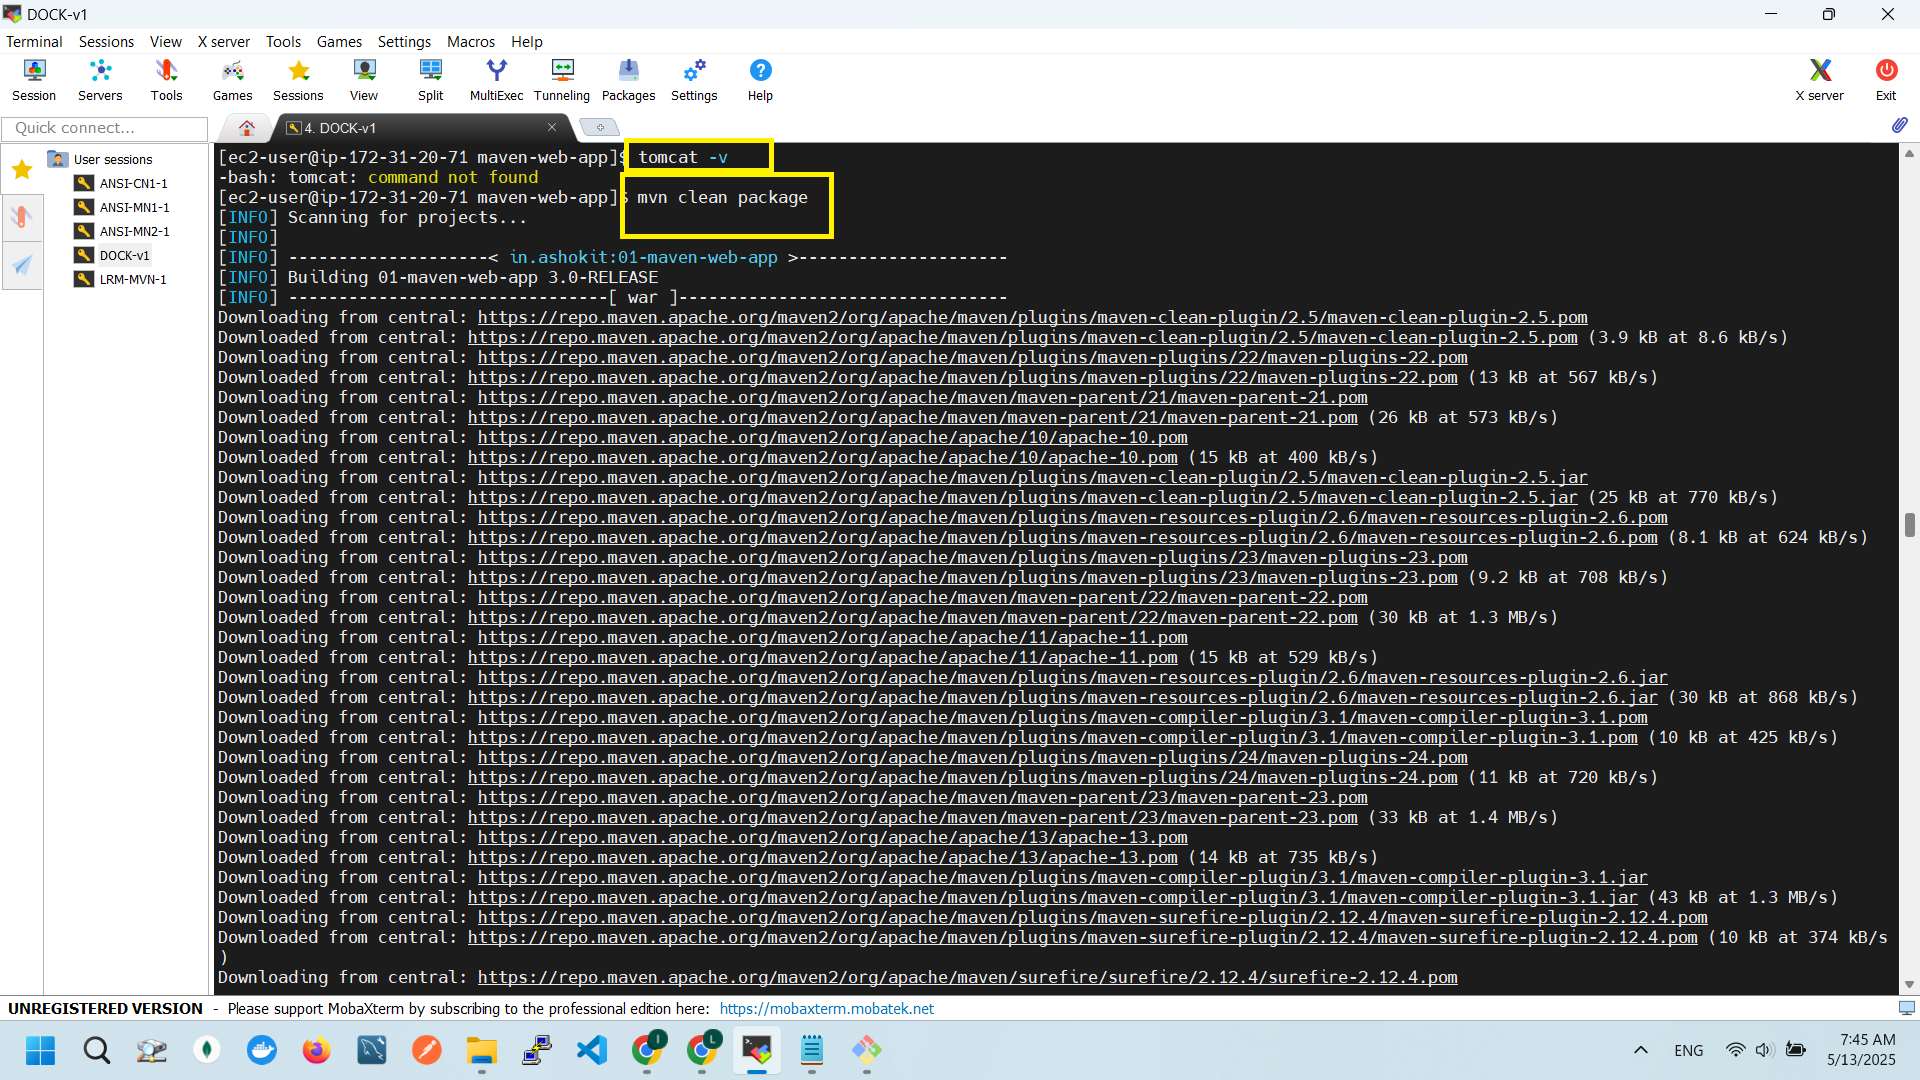 DOCK-v1
Terminal Sessions View X server Tools Games Settings Macros Help
Session Servers Tools Games Sessions View Split MultiExec Tunneling Packages Settings Help X server Exit
Quick connect...
4. DOCK-v1
User sessions
ANSI-CN1-1
ANSI-MN1-1
ANSI-MN2-1
DOCK-v1
LRM-MVN-1
[ec2-user@ip-172-31-20-71 maven-web-app]$ tomcat -v
-bash: tomcat: command not found
[ec2-user@ip-172-31-20-71 maven-web-app]$ mvn clean package
[INFO] Scanning for projects...
[INFO]
[INFO] --------------------< in.ashokit:01-maven-web-app >---------------------
[INFO] Building 01-maven-web-app 3.0-RELEASE
[INFO] --------------------------------[ war ]---------------------------------
Downloading from central: https://repo.maven.apache.org/maven2/org/apache/maven/plugins/maven-clean-plugin/2.5/maven-clean-plugin-2.5.pom
Downloaded from central: https://repo.maven.apache.org/maven2/org/apache/maven/plugins/maven-clean-plugin/2.5/maven-clean-plugin-2.5.pom (3.9 kB at 8.6 kB/s)
Downloading from central: https://repo.maven.apache.org/maven2/org/apache/maven/plugins/maven-plugins/22/maven-plugins-22.pom
Downloaded from central: https://repo.maven.apache.org/maven2/org/apache/maven/plugins/maven-plugins/22/maven-plugins-22.pom (13 kB at 567 kB/s)
Downloading from central: https://repo.maven.apache.org/maven2/org/apache/maven/maven-parent/21/maven-parent-21.pom
Downloaded from central: https://repo.maven.apache.org/maven2/org/apache/maven/maven-parent/21/maven-parent-21.pom (26 kB at 573 kB/s)
Downloading from central: https://repo.maven.apache.org/maven2/org/apache/apache/10/apache-10.pom
Downloaded from central: https://repo.maven.apache.org/maven2/org/apache/apache/10/apache-10.pom (15 kB at 400 kB/s)
Downloading from central: https://repo.maven.apache.org/maven2/org/apache/maven/plugins/maven-clean-plugin/2.5/maven-clean-plugin-2.5.jar
Downloaded from central: https://repo.maven.apache.org/maven2/org/apache/maven/plugins/maven-clean-plugin/2.5/maven-clean-plugin-2.5.jar (25 kB at 770 kB/s)
Downloading from central: https://repo.maven.apache.org/maven2/org/apache/maven/plugins/maven-resources-plugin/2.6/maven-resources-plugin-2.6.pom
Downloaded from central: https://repo.maven.apache.org/maven2/org/apache/maven/plugins/maven-resources-plugin/2.6/maven-resources-plugin-2.6.pom (8.1 kB at 624 kB/s)
Downloading from central: https://repo.maven.apache.org/maven2/org/apache/maven/plugins/maven-plugins/23/maven-plugins-23.pom
Downloaded from central: https://repo.maven.apache.org/maven2/org/apache/maven/plugins/maven-plugins/23/maven-plugins-23.pom (9.2 kB at 708 kB/s)
Downloading from central: https://repo.maven.apache.org/maven2/org/apache/maven/maven-parent/22/maven-parent-22.pom
Downloaded from central: https://repo.maven.apache.org/maven2/org/apache/maven/maven-parent/22/maven-parent-22.pom (30 kB at 1.3 MB/s)
Downloading from central: https://repo.maven.apache.org/maven2/org/apache/apache/11/apache-11.pom
Downloaded from central: https://repo.maven.apache.org/maven2/org/apache/apache/11/apache-11.pom (15 kB at 529 kB/s)
Downloading from central: https://repo.maven.apache.org/maven2/org/apache/maven/plugins/maven-resources-plugin/2.6/maven-resources-plugin-2.6.jar
Downloaded from central: https://repo.maven.apache.org/maven2/org/apache/maven/plugins/maven-resources-plugin/2.6/maven-resources-plugin-2.6.jar (30 kB at 868 kB/s)
Downloading from central: https://repo.maven.apache.org/maven2/org/apache/maven/plugins/maven-compiler-plugin/3.1/maven-compiler-plugin-3.1.pom
Downloaded from central: https://repo.maven.apache.org/maven2/org/apache/maven/plugins/maven-compiler-plugin/3.1/maven-compiler-plugin-3.1.pom (10 kB at 425 kB/s)
Downloading from central: https://repo.maven.apache.org/maven2/org/apache/maven/plugins/maven-plugins/24/maven-plugins-24.pom
Downloaded from central: https://repo.maven.apache.org/maven2/org/apache/maven/plugins/maven-plugins/24/maven-plugins-24.pom (11 kB at 720 kB/s)
Downloading from central: https://repo.maven.apache.org/maven2/org/apache/maven/maven-parent/23/maven-parent-23.pom
Downloaded from central: https://repo.maven.apache.org/maven2/org/apache/maven/maven-parent/23/maven-parent-23.pom (33 kB at 1.4 MB/s)
Downloading from central: https://repo.maven.apache.org/maven2/org/apache/apache/13/apache-13.pom
Downloaded from central: https://repo.maven.apache.org/maven2/org/apache/apache/13/apache-13.pom (14 kB at 735 kB/s)
Downloading from central: https://repo.maven.apache.org/maven2/org/apache/maven/plugins/maven-compiler-plugin/3.1/maven-compiler-plugin-3.1.jar
Downloaded from central: https://repo.maven.apache.org/maven2/org/apache/maven/plugins/maven-compiler-plugin/3.1/maven-compiler-plugin-3.1.jar (43 kB at 1.3 MB/s)
Downloading from central: https://repo.maven.apache.org/maven2/org/apache/maven/plugins/maven-surefire-plugin/2.12.4/maven-surefire-plugin-2.12.4.pom
Downloaded from central: https://repo.maven.apache.org/maven2/org/apache/maven/plugins/maven-surefire-plugin/2.12.4/maven-surefire-plugin-2.12.4.pom (10 kB at 374 kB/s
)
Downloading from central: https://repo.maven.apache.org/maven2/org/apache/maven/surefire/surefire/2.12.4/surefire-2.12.4.pom
UNREGISTERED VERSION - Please support MobaXterm by subscribing to the professional edition here: https://mobaxterm.mobatek.net
I L ENG 7:45 AM
5/13/2025